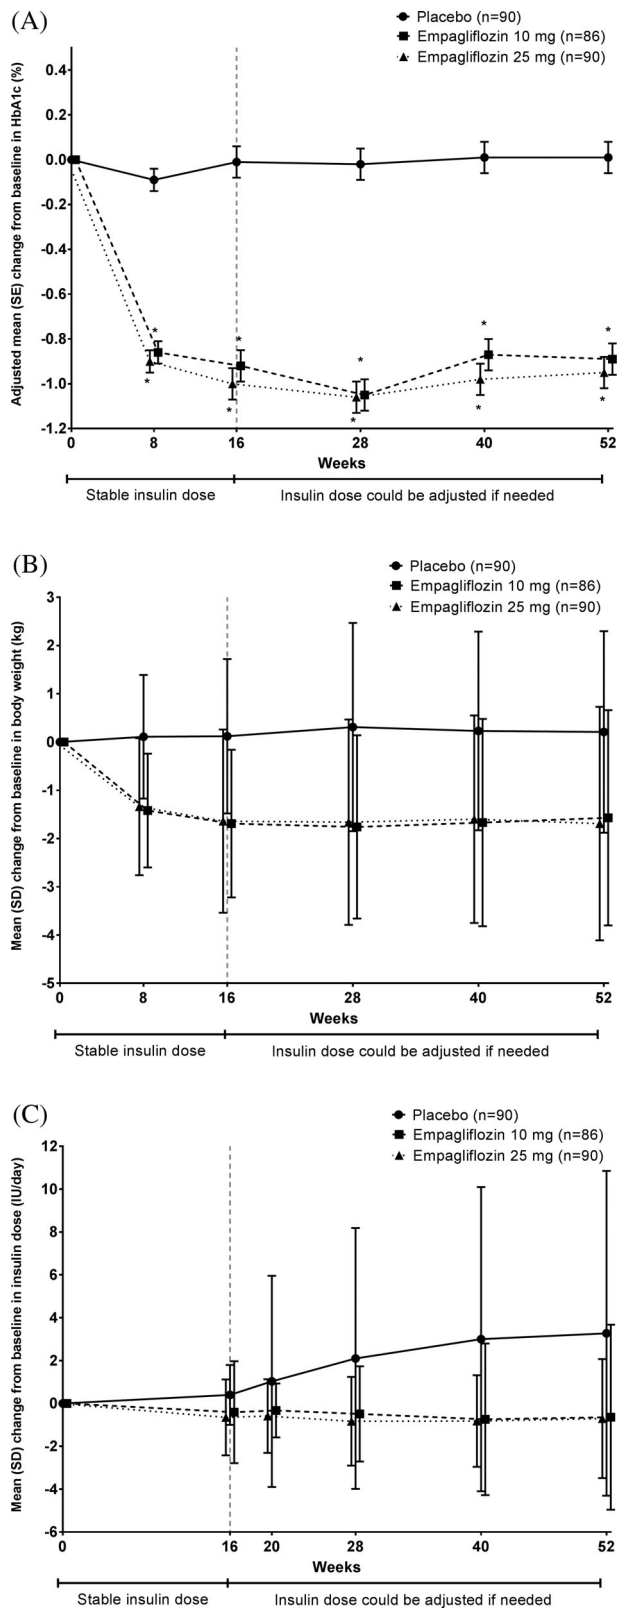 (A)
Placebo (n=90)
Empagliflozin 10 mg (n=86)
Empagliflozin 25 mg (n=90)
Adjusted mean (SE) change from baseline in HbA1c (%)
0.4
0.2
0.0
-0.2
-0.4
-0.6
-0.8
-1.0
-1.2
* * * * *
* * * * *
0 8 16 28 40 52
Weeks
Stable insulin dose Insulin dose could be adjusted if needed
(B)
Placebo (n=90)
Empagliflozin 10 mg (n=86)
Empagliflozin 25 mg (n=90)
Mean (SD) change from baseline in body weight (kg)
3
2
1
0
-1
-2
-3
-4
-5
0 8 16 28 40 52
Weeks
Stable insulin dose Insulin dose could be adjusted if needed
(C)
Placebo (n=90)
Empagliflozin 10 mg (n=86)
Empagliflozin 25 mg (n=90)
Mean (SD) change from baseline in insulin dose (IU/day)
12
10
8
6
4
2
0
-2
-4
-6
0 16 20 28 40 52
Weeks
Stable insulin dose Insulin dose could be adjusted if needed